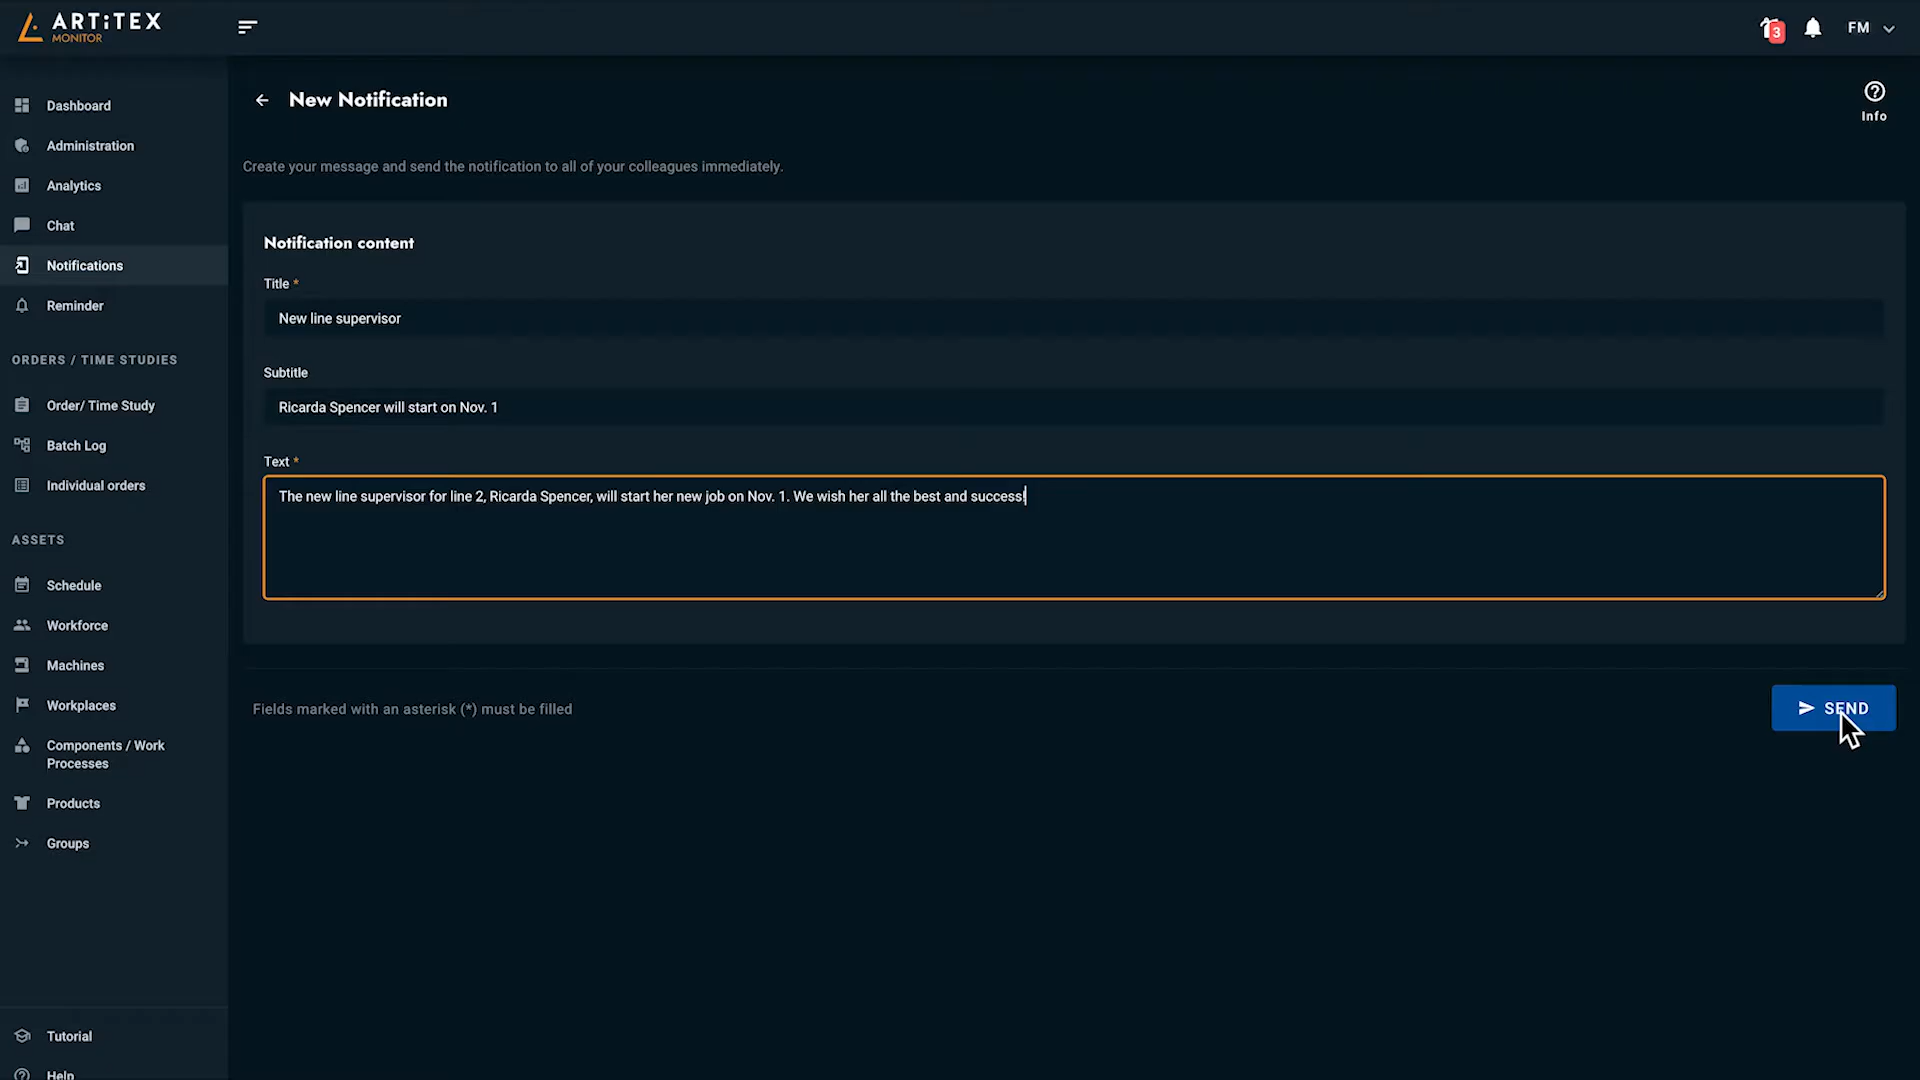 ARTiTEX
MONITOR
3
FM
Dashboard
Administration
Analytics
Chat
Notifications
Reminder
ORDERS / TIME STUDIES
Order/ Time Study
Batch Log
Individual orders
ASSETS
Schedule
Workforce
Machines
Workplaces
Components / Work
Processes
Products
Groups
Tutorial
Help
New Notification
Info
Create your message and send the notification to all of your colleagues immediately.
Notification content
Title *
New line supervisor
Subtitle
Ricarda Spencer will start on Nov. 1
Text *
The new line supervisor for line 2, Ricarda Spencer, will start her new job on Nov. 1. We wish her all the best and success!
Fields marked with an asterisk (*) must be filled
SEND